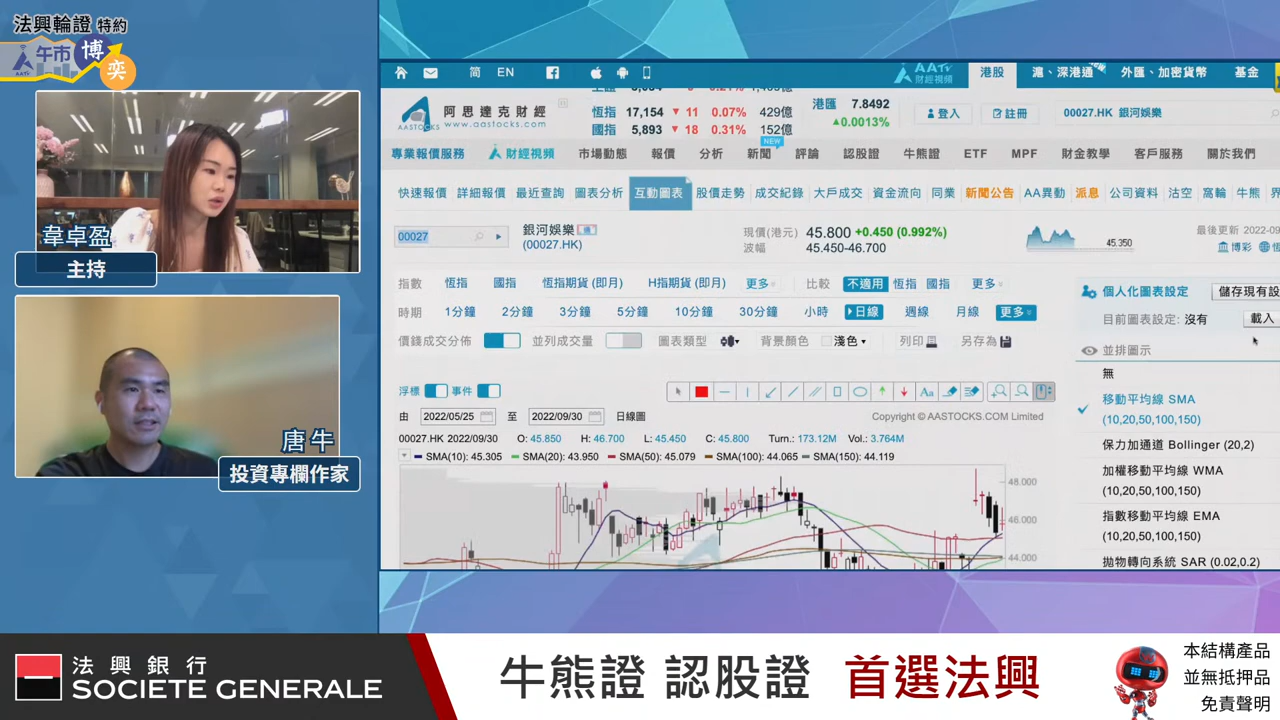 法興輪證 特約
AATV 午市 博
奕
韋卓盈
主持
唐牛
投資專欄作家
简 EN
AATV 財經視頻
港股 滬、深港通 外匯、加密貨幣 基金
阿思達克財經
AASTOCKS www.aastocks.com
恆指 17,154 ▼ 11 0.07% 429億
國指 5,893 ▼ 18 0.31% 152億
港匯 7.8492
▲0.0013%
登入 註冊 00027.HK 銀河娛樂
NEW
專業報價服務 財經視頻 市場動態 報價 分析 新聞 評論 認股證 牛熊證 ETF MPF 財金教學 客戶服務 關於我們
快速報價 詳細報價 最近查詢 圖表分析 互動圖表 股價走勢 成交紀錄 大戶成交 資金流向 同業 新聞公告 AA異動 派息 公司資料 沽空 窩輪 牛熊
00027
銀河娛樂
(00027.HK)
現價(港元) 45.800 +0.450 (0.992%)
波幅 45.450-46.700
45.350
最後更新 2022-09
博彩
指數 恆指 國指 恆指期貨 (即月) H指期貨 (即月) 更多 比較 不適用 恆指 國指 更多
時期 1分鐘 2分鐘 3分鐘 5分鐘 10分鐘 30分鐘 小時 日線 週線 月線 更多
價錢成交分佈 並列成交量 圖表類型 背景顏色 淺色 列印 另存為
浮標 事件
Aa
由 2022/05/25 至 2022/09/30 日線圖
Copyright © AASTOCKS.COM Limited
00027.HK 2022/09/30 O: 45.850 H: 46.700 L: 45.450 C: 45.800 Turn.: 173.12M Vol.: 3.764M
SMA(10): 45.305 SMA(20): 43.950 SMA(50): 45.079 SMA(100): 44.065 SMA(150): 44.119
48.000
46.000
44.000
個人化圖表設定 儲存現有設
目前圖表設定: 沒有 載入
並排圖示
無
移動平均線 SMA
(10,20,50,100,150)
保力加通道 Bollinger (20,2)
加權移動平均線 WMA
(10,20,50,100,150)
指數移動平均線 EMA
(10,20,50,100,150)
拋物轉向系統 SAR (0.02,0.2)
法興銀行
SOCIETE GENERALE
牛熊證 認股證 首選法興
本結構產品
並無抵押品
免責聲明